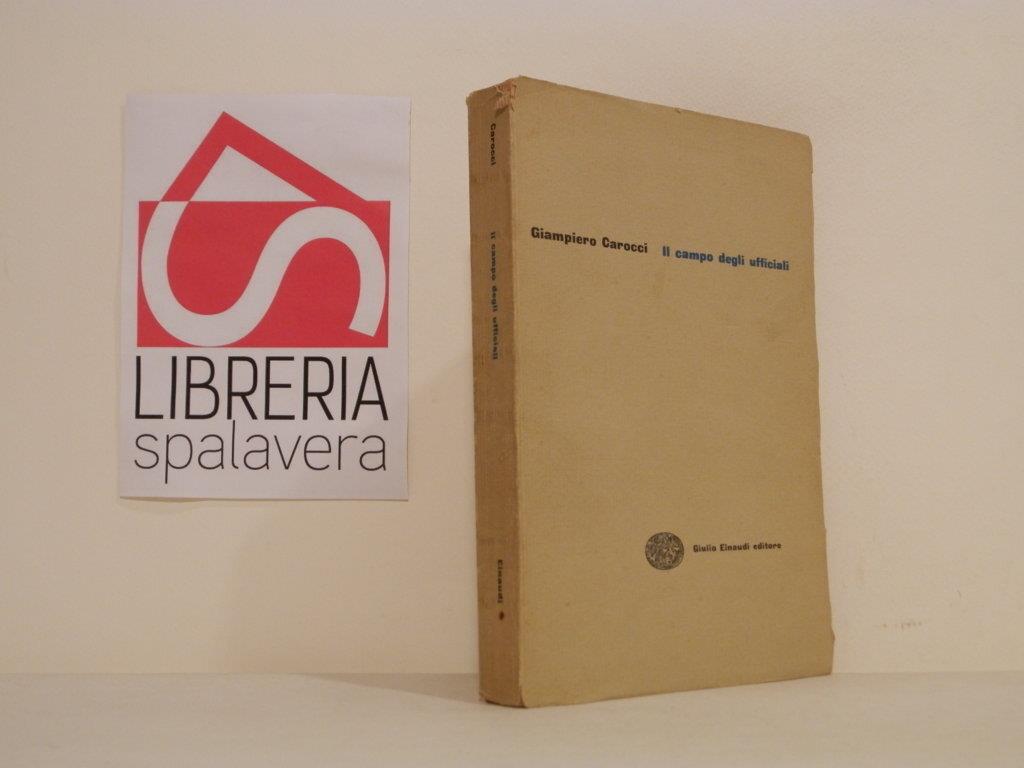 LIBRERIA
spalavera
Carocci Il campo degli ufficiali Einaudi
Giampiero Carocci Il campo degli ufficiali
Giulio Einaudi editore